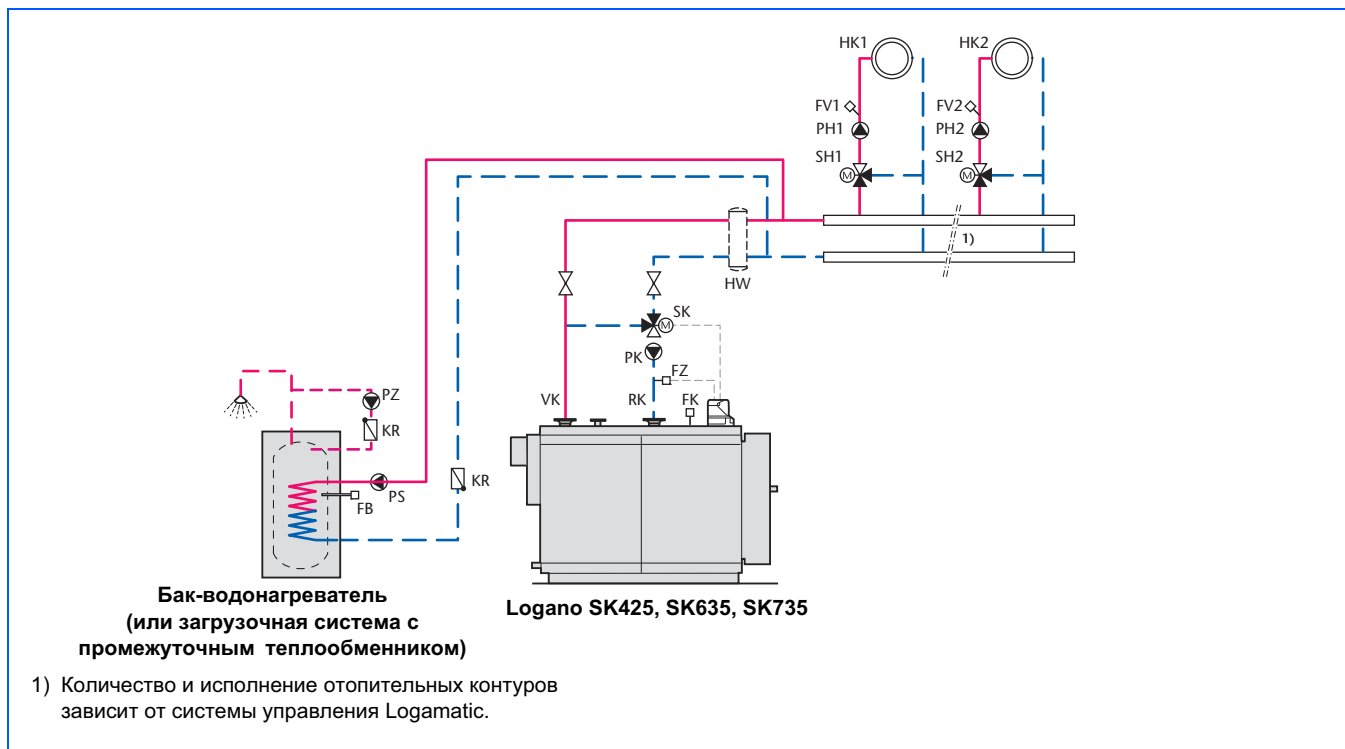 HK1
HK2
FV1
FV2
PH1
PH2
SH1
SH2
M
M
1)
HW
SK
M
PK
FZ
VK
RK
FK
PZ
KR
KR
PS
FB
Бак-водонагреватель
(или загрузочная система с
промежуточным теплообменником)
Logano SK425, SK635, SK735
1) Количество и исполнение отопительных контуров
зависит от системы управления Logamatic.